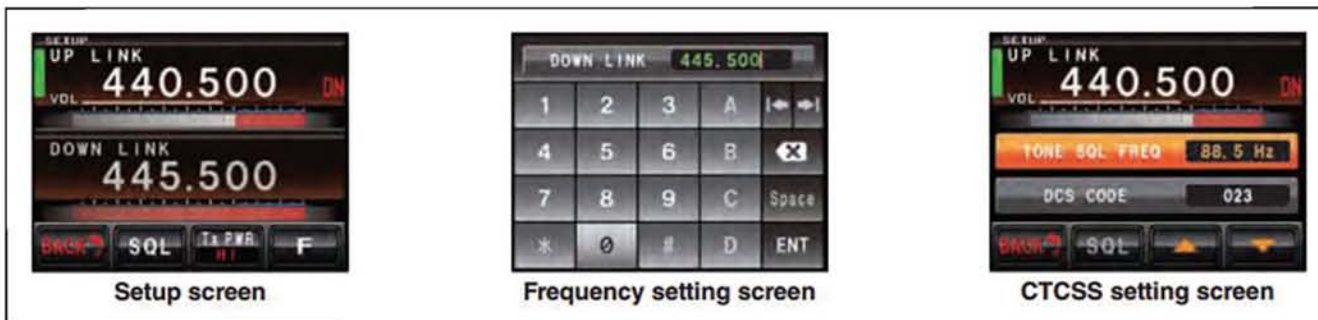 SETUP
UP LINK
440.500
DN
VOL
DOWN LINK
445.500
BACK SQL Tx PWR HI F
Setup screen
DOWN LINK 445.500
1 2 3 A
4 5 6 B
7 8 9 C Space
* 0 # D ENT
Frequency setting screen
SETUP
UP LINK
440.500
DN
VOL
TONE SQL FREQ 88.5 Hz
DCS CODE 023
BACK SQL
CTCSS setting screen